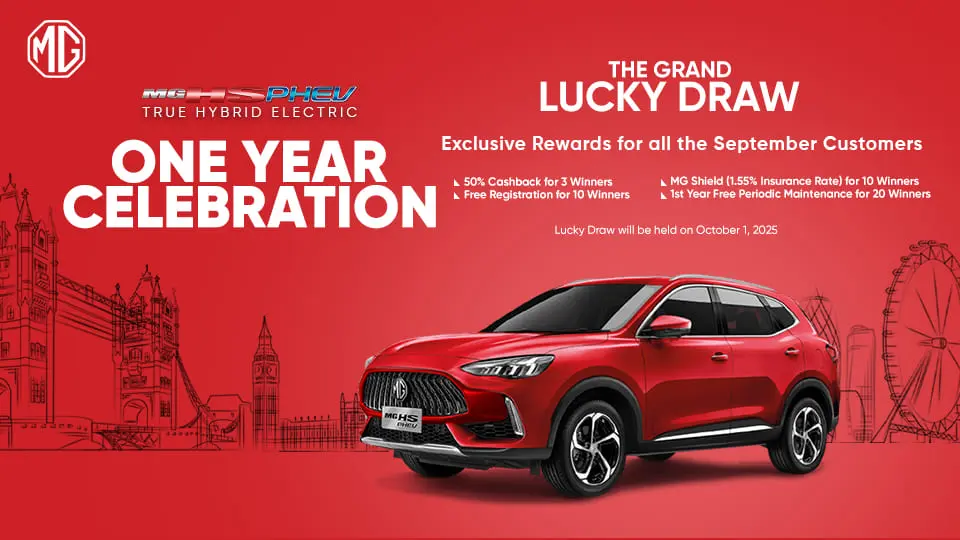 MG
MG HS PHEV
TRUE HYBRID ELECTRIC
ONE YEAR
CELEBRATION
THE GRAND
LUCKY DRAW
Exclusive Rewards for all the September Customers
50% Cashback for 3 Winners
Free Registration for 10 Winners
MG Shield (1.55% Insurance Rate) for 10 Winners
1st Year Free Periodic Maintenance for 20 Winners
Lucky Draw will be held on October 1, 2025
MG
MG HS
PHEV